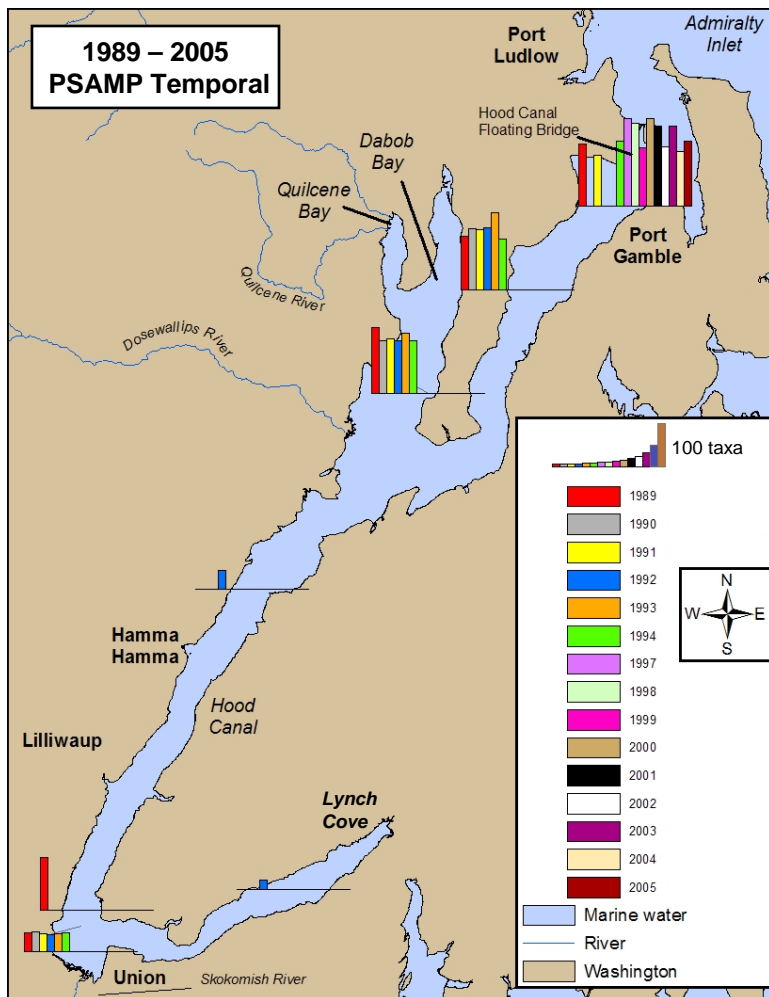 1989 – 2005
PSAMP Temporal
Port
Ludlow
Admiralty
Inlet
Hood Canal
Floating Bridge
Dabob
Bay
Quilcene
Bay
Port
Gamble
Quilcene River
Dosewallips River
Hamma
Hamma
Hood
Canal
Lilliwaup
Lynch
Cove
Union
Skokomish River
100 taxa
1989
1990
1991
1992
1993
1994
1997
1998
1999
2000
2001
2002
2003
2004
2005
Marine water
River
Washington
N
W
E
S